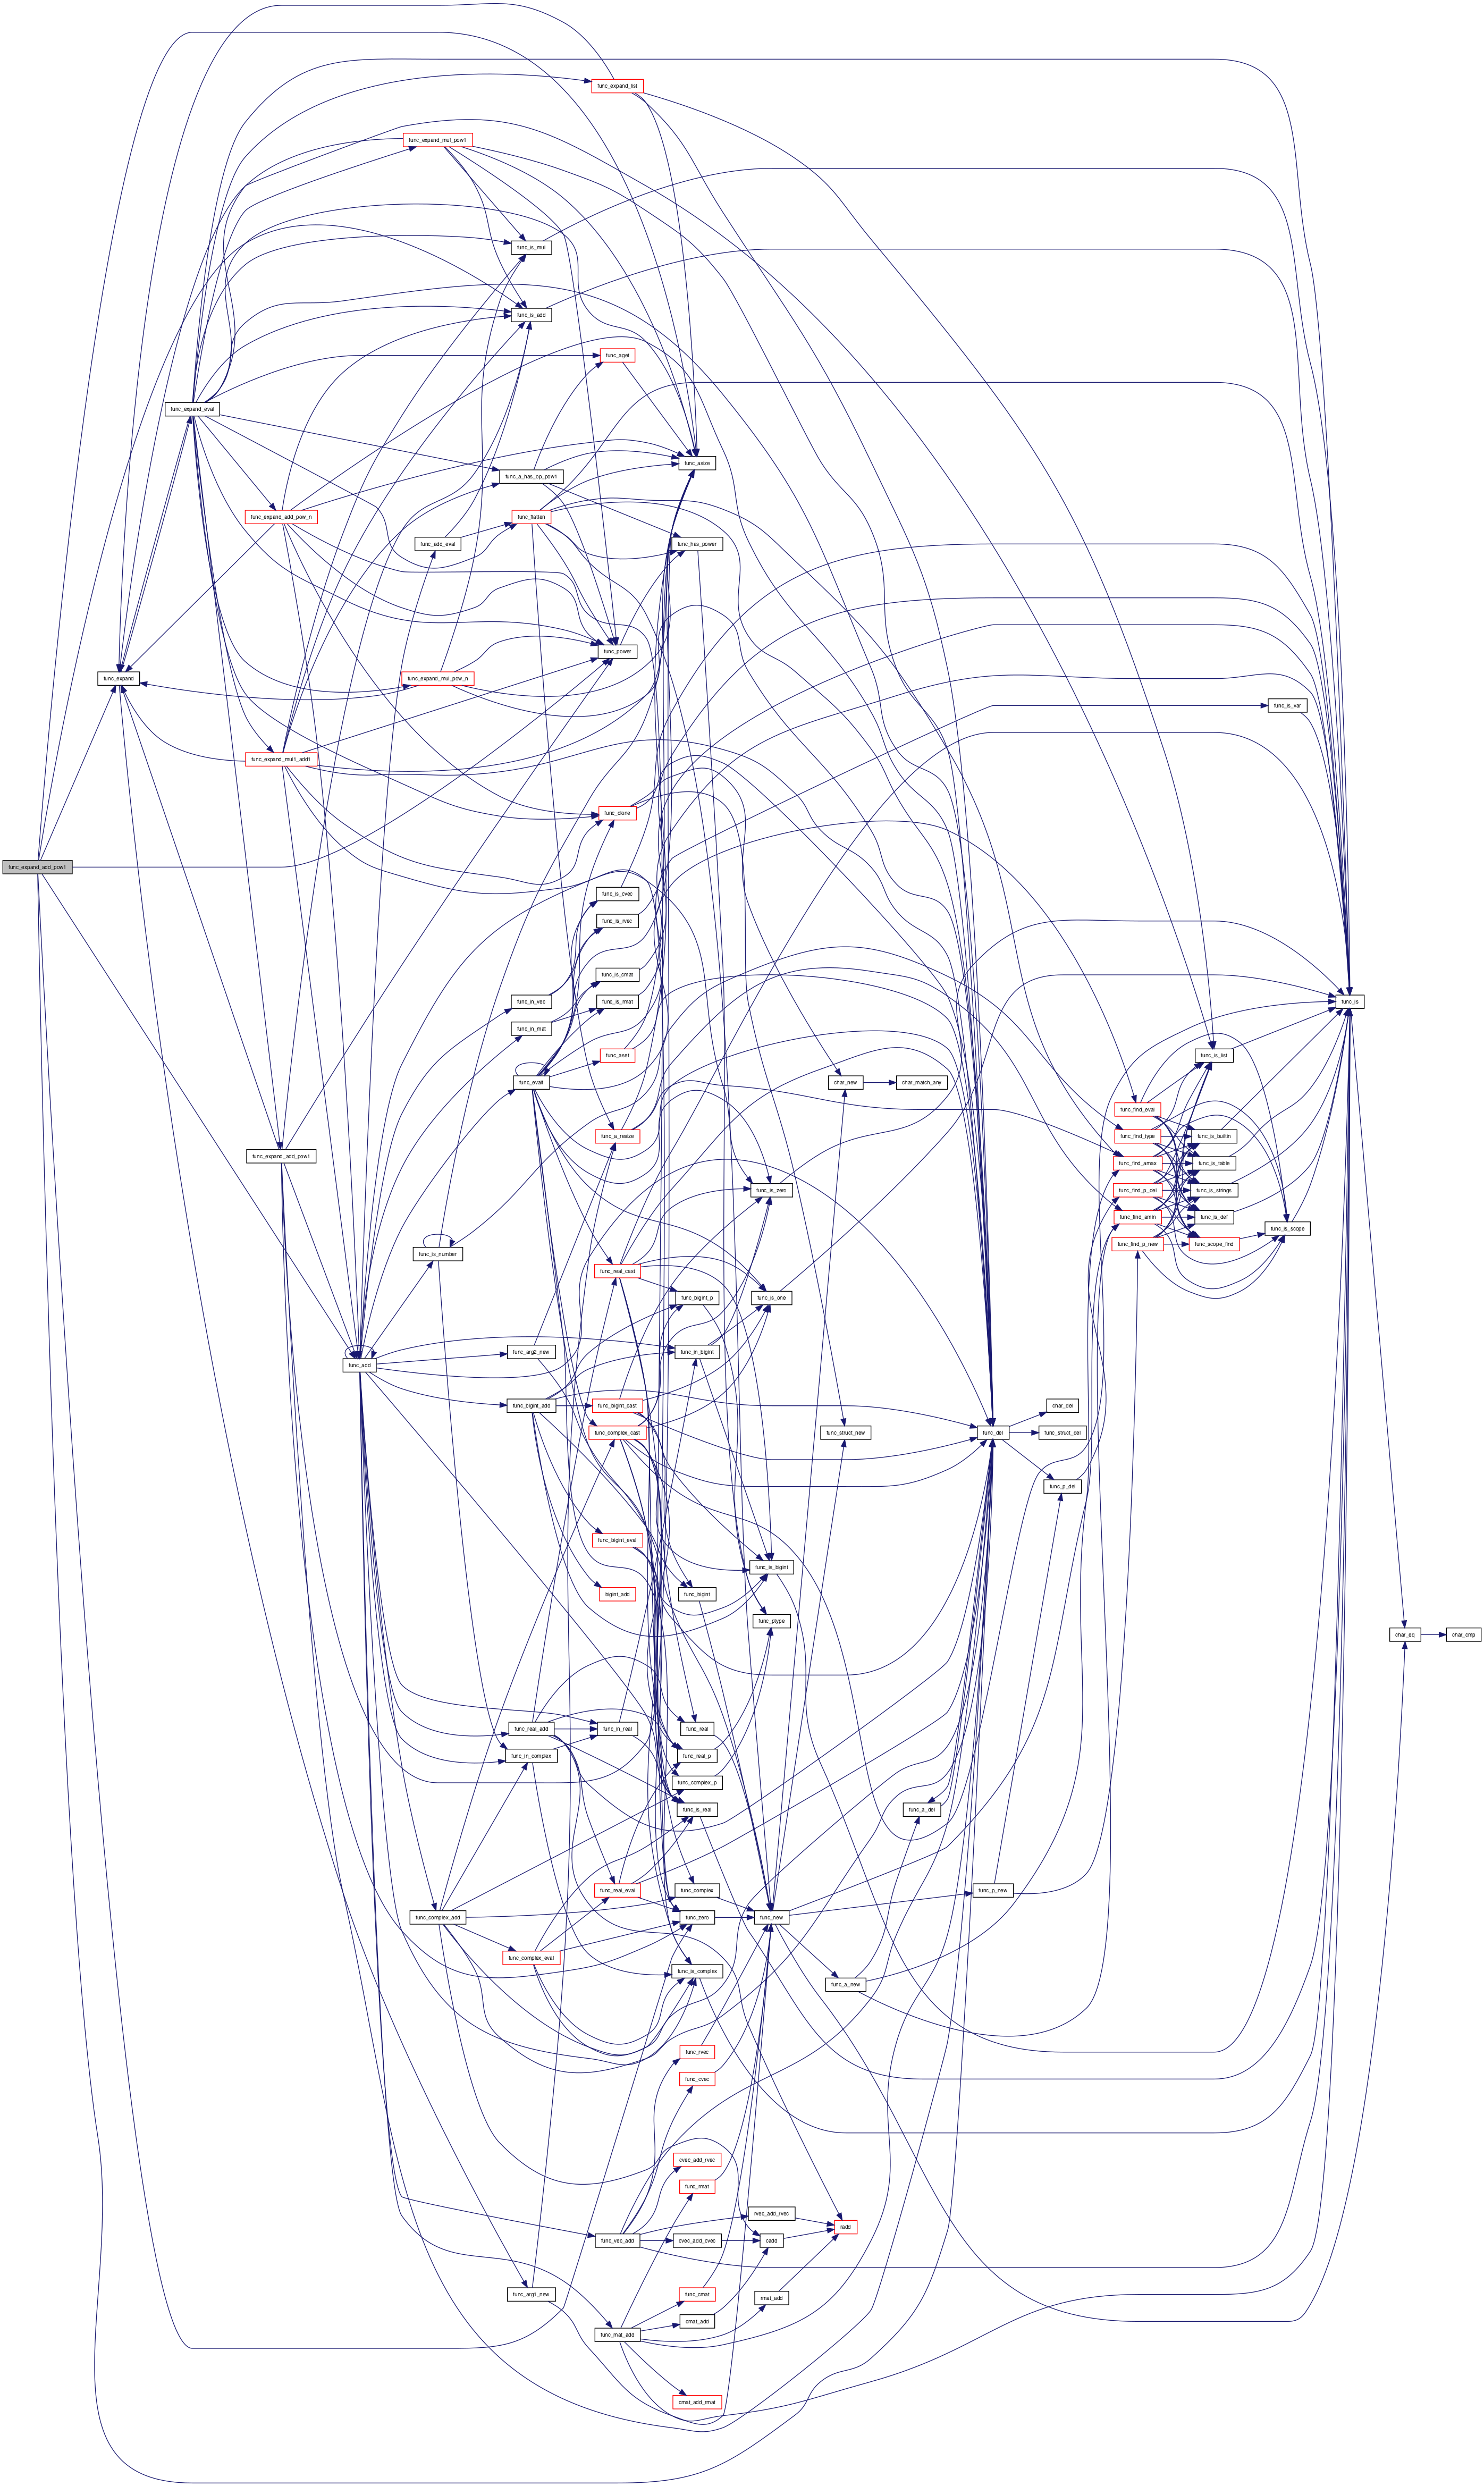 func_expand_list
func_expand_mul_pow1
func_is_mul
func_is_add
func_aget
func_expand_eval
func_asize
func_a_has_op_pow1
func_expand_add_pow_n
func_flatten
func_add_eval
func_has_power
func_power
func_expand
func_expand_mul_pow_n
func_is_var
func_expand_mul1_add1
func_clone
func_expand_add_pow1
func_is_cvec
func_is_rvec
func_is_cmat
func_in_vec
func_is_rmat
func_is
func_in_mat
func_aset
func_is_list
func_evalf
char_new
char_match_any
func_find_eval
func_a_resize
func_find_type
func_is_builtin
func_expand_add_pow1
func_find_amax
func_is_table
func_is_zero
func_find_p_del
func_is_strings
func_find_amin
func_is_def
func_is_scope
func_is_number
func_find_p_new
func_scope_find
func_real_cast
func_bigint_p
func_is_one
func_arg2_new
func_in_bigint
func_add
func_bigint_add
func_bigint_cast
char_del
func_complex_cast
func_struct_new
func_del
func_struct_del
func_p_del
func_bigint_eval
func_is_bigint
bigint_add
func_bigint
func_ptype
char_eq
char_cmp
func_real_add
func_in_real
func_real
func_in_complex
func_real_p
func_complex_p
func_is_real
func_a_del
func_real_eval
func_complex
func_p_new
func_complex_add
func_zero
func_new
func_complex_eval
func_is_complex
func_a_new
func_rvec
func_cvec
cvec_add_rvec
func_rmat
rvec_add_rvec
radd
func_vec_add
cvec_add_cvec
cadd
func_arg1_new
func_cmat
rmat_add
cmat_add
func_mat_add
cmat_add_rmat